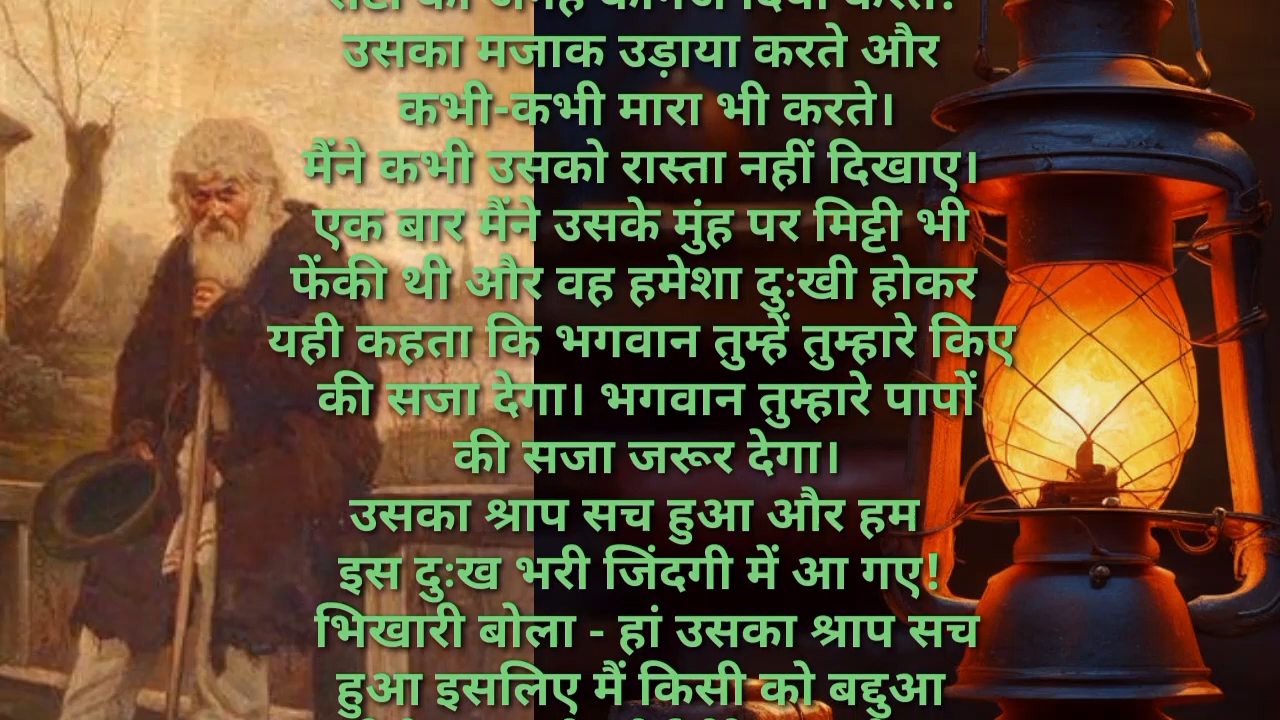 उसका मजाक उड़ाया करते और
कभी-कभी मारा भी करते।
मैंने कभी उसको रास्ता नहीं दिखाए।
एक बार मैंने उसके मुंह पर मिट्टी भी
फेंकी थी और वह हमेशा दुःखी होकर
यही कहता कि भगवान तुम्हें तुम्हारे किए
की सजा देगा। भगवान तुम्हारे पापों
की सजा जरूर देगा।
उसका श्राप सच हुआ और हम
इस दुःख भरी जिंदगी में आ गए!
भिखारी बोला - हां उसका श्राप सच
हुआ इसलिए मैं किसी को बद्दुआ